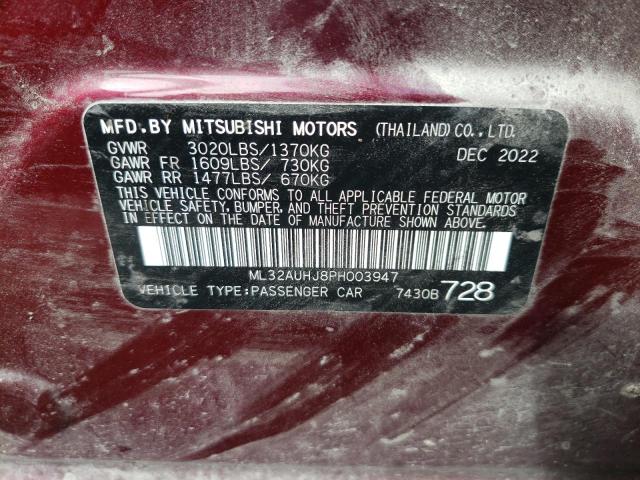 MFD.BY MITSUBISHI MOTORS (THAILAND) CO.,LTD.
GVWR 3020LBS/1370KG DEC 2022
GAWR FR 1609LBS/ 730KG
GAWR RR 1477LBS/ 670KG
THIS VEHICLE CONFORMS TO ALL APPLICABLE FEDERAL MOTOR
VEHICLE SAFETY, BUMPER, AND THEFT PREVENTION STANDARDS
IN EFFECT ON THE DATE OF MANUFACTURE SHOWN ABOVE.
ML32AUHJ8PH003947
VEHICLE TYPE:PASSENGER CAR 7430B728